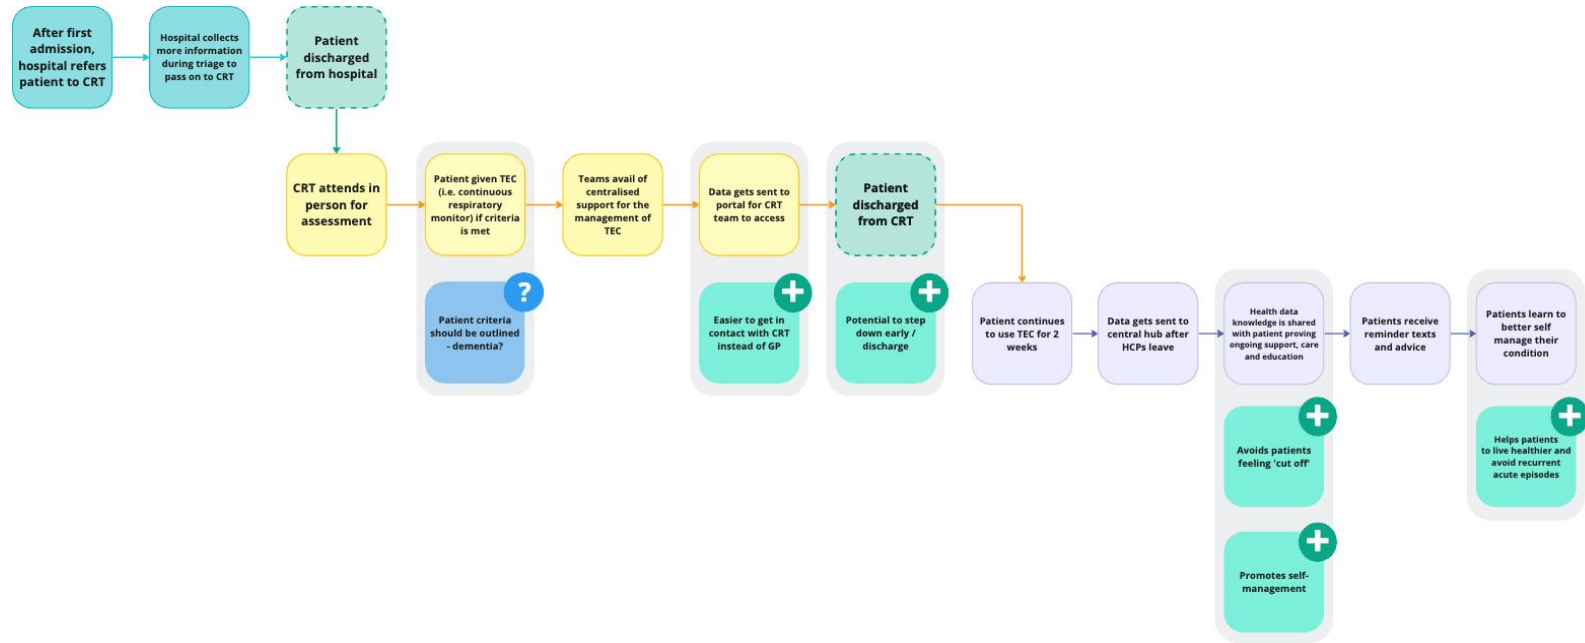 After first
admission,
hospital refers
patient to CRT
Hospital collects
more information
during triage to
pass on to CRT
Patient
discharged
from hospital
CRT attends in
person for
assessment
Patient given TEC
(i.e. continuous
respiratory
monitor) if criteria
is met
Teams avail of
centralised
support for the
management of
TEC
Data gets sent to
portal for CRT
team to access
Patient
discharged
from CRT
?
Patient criteria
should be outlined
- dementia?
+
Easier to get in
contact with CRT
instead of GP
+
Potential to step
down early /
discharge
Patient continues
to use TEC for 2
weeks
Data gets sent to
central hub after
HCPs leave
Health data
knowledge is shared
with patient proving
ongoing support, care
and education
Patients receive
reminder texts
and advice
Patients learn to
better self
manage their
condition
+
Avoids patients
feeling 'cut off'
+
Helps patients
to live healthier and
avoid recurrent
acute episodes
+
Promotes self-
management